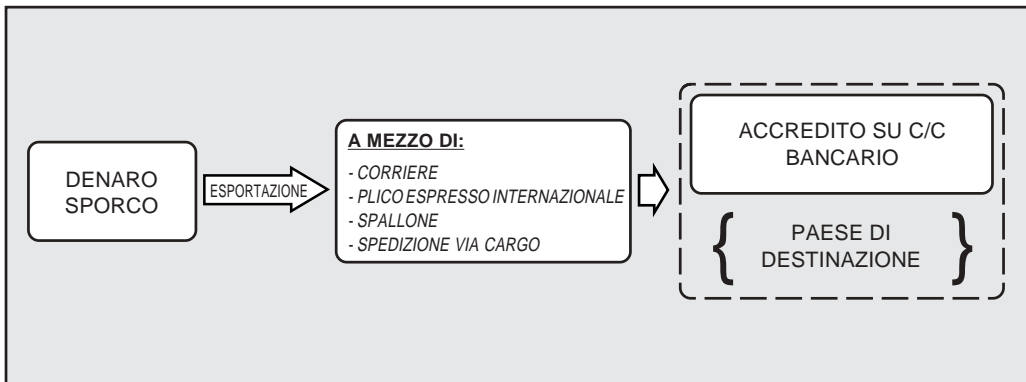 DENARO
SPORCO
ESPORTAZIONE
A MEZZO DI:
- CORRIERE
- PLICO ESPRESSO INTERNAZIONALE
- SPALLONE
- SPEDIZIONE VIA CARGO
ACCREDITO SU C/C
BANCARIO
{ PAESE DI
DESTINAZIONE }